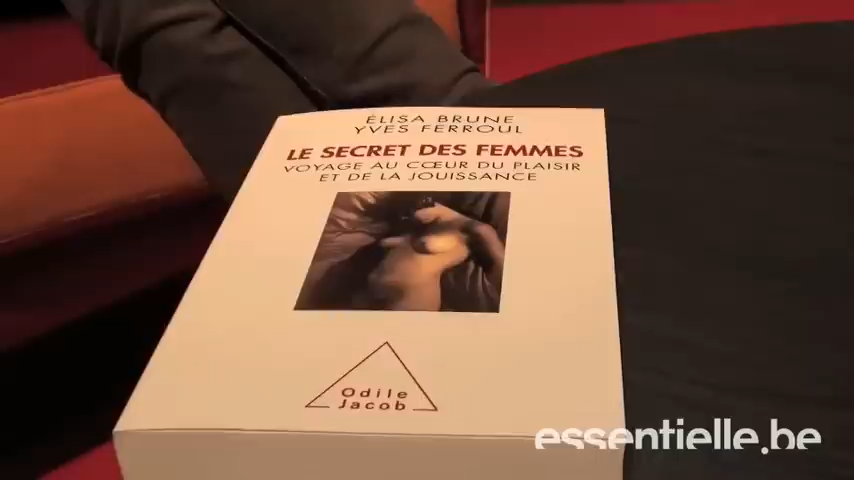 ÉLISA BRUNE
YVES FERROUL
LE SECRET DES FEMMES
VOYAGE AU CŒUR DU PLAISIR
ET DE LA JOUISSANCE
Odile
Jacob
essentielle.be